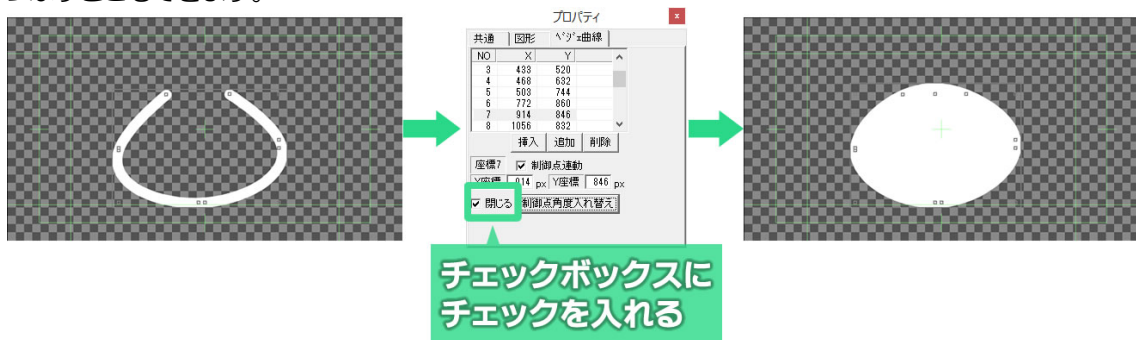 プロパティ
x
共通 図形 ベジェ曲線
NO X Y
3 433 520
4 468 632
5 503 744
6 772 860
7 914 846
8 1056 832
挿入 追加 削除
座標7 制御点連動
914 px Y座標 846 px
閉じる 制御点角度入れ替え
チェックボックスに
チェックを入れる